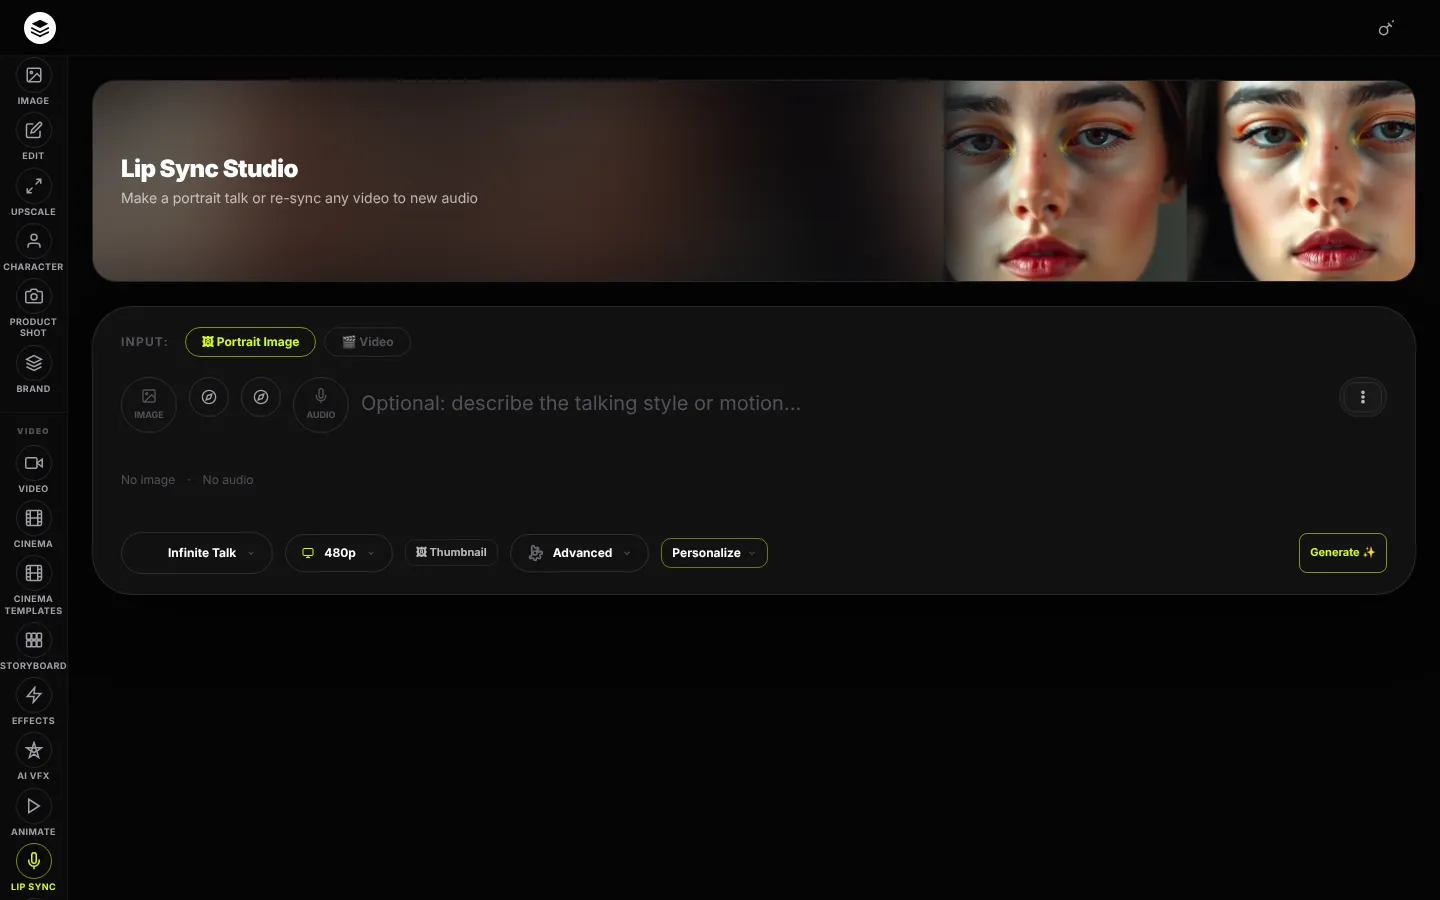 IMAGE
EDIT
UPSCALE
CHARACTER
PRODUCT
SHOT
BRAND
VIDEO
VIDEO
CINEMA
CINEMA
TEMPLATES
STORYBOARD
EFFECTS
AI VFX
ANIMATE
LIP SYNC
Lip Sync Studio
Make a portrait talk or re-sync any video to new audio
INPUT: Portrait Image Video
IMAGE AUDIO Optional: describe the talking style or motion...
No image · No audio
Infinite Talk 480p Thumbnail Advanced Personalize Generate ✨